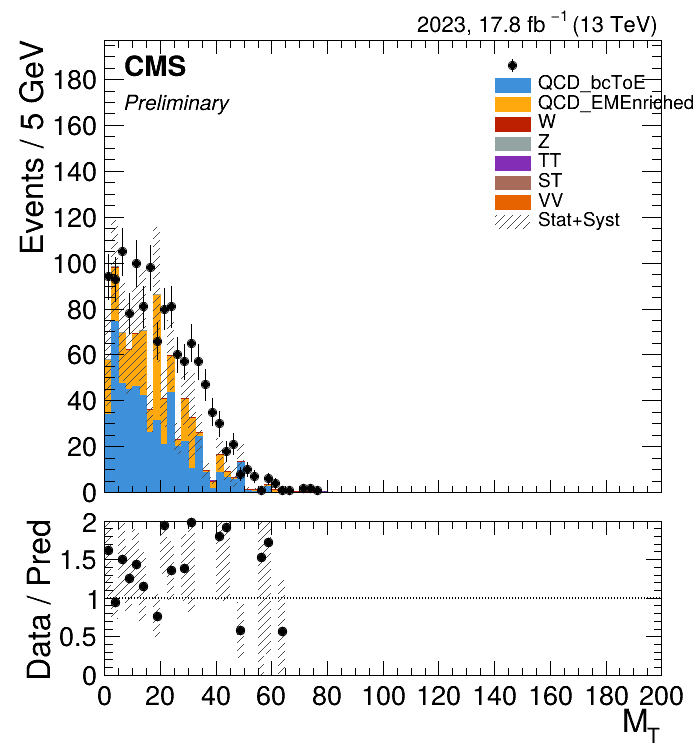 2023, 17.8 fb⁻¹ (13 TeV)
CMS
Preliminary
QCD_bcToE
QCD_EMEnriched
W
Z
TT
ST
VV
Stat+Syst
Events / 5 GeV
180
160
140
120
100
80
60
40
20
0
Data / Pred
2
1.5
1
0.5
0
0 20 40 60 80 100 120 140 160 180 200
M_T